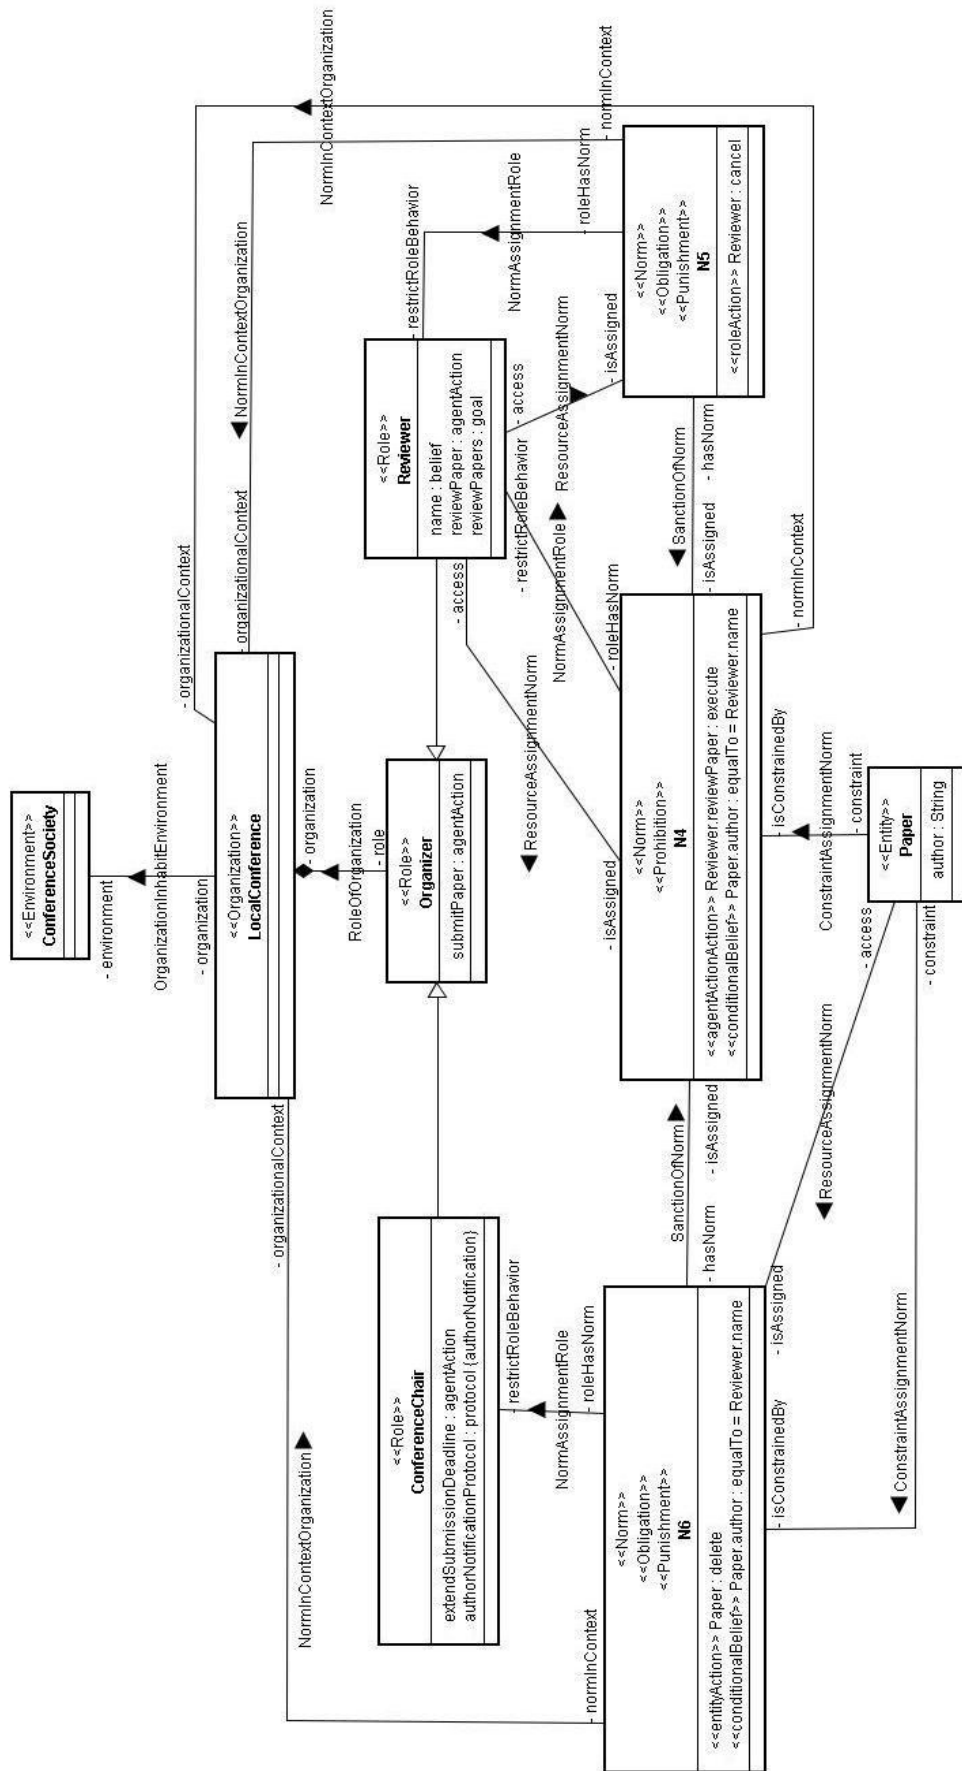 <<Environment>>
ConferenceSociety
- environment
OrganizationInhabitEnvironment
- organization
<<Organization>>
LocalConference
- organizationalContext
NormInContextOrganization
- organizationalContext
NormInContextOrganization
- organizationalContext
NormInContextOrganization
- organization
RoleOfOrganization
- role
<<Role>>
ConferenceChair
extendSubmissionDeadline : agentAction
authorNotificationProtocol : protocol {authorNotification}
<<Role>>
Organizer
submitPaper : agentAction
<<Role>>
Reviewer
name : belief
reviewPaper : agentAction
reviewPapers : goal
- restrictRoleBehavior
NormAssignmentRole
- roleHasNorm
- access
ResourceAssignmentNorm
- isAssigned
- restrictRoleBehavior
NormAssignmentRole
- roleHasNorm
- access
ResourceAssignmentNorm
- isAssigned
- restrictRoleBehavior
NormAssignmentRole
- roleHasNorm
- normInContext
<<Norm>>
<<Obligation>>
<<Punishment>>
N6
<<entityAction>> Paper : delete
<<conditionalBelief>> Paper.author : equalTo = Reviewer.name
SanctionOfNorm
- hasNorm
- isAssigned
<<Norm>>
<<Prohibition>>
N4
<<agentActionAction>> Reviewer.reviewPaper : execute
<<conditionalBelief>> Paper.author : equalTo = Reviewer.name
SanctionOfNorm
- isAssigned
- hasNorm
<<Norm>>
<<Obligation>>
<<Punishment>>
N5
<<roleAction>> Reviewer : cancel
- normInContext
- normInContext
- isConstrainedBy
ConstraintAssignmentNorm
- constraint
- isAssigned
ResourceAssignmentNorm
- access
- isConstrainedBy
ConstraintAssignmentNorm
- constraint
<<Entity>>
Paper
author : String